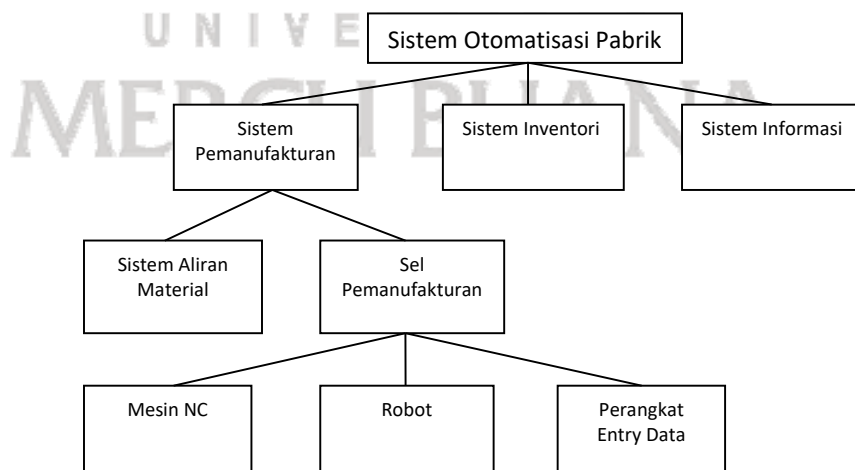 UNIVE
Sistem Otomatisasi Pabrik
MERCU BUANA
Sistem
Pemanufakturan
Sistem Inventori
Sistem Informasi
Sistem Aliran
Material
Sel
Pemanufakturan
Mesin NC
Robot
Perangkat
Entry Data